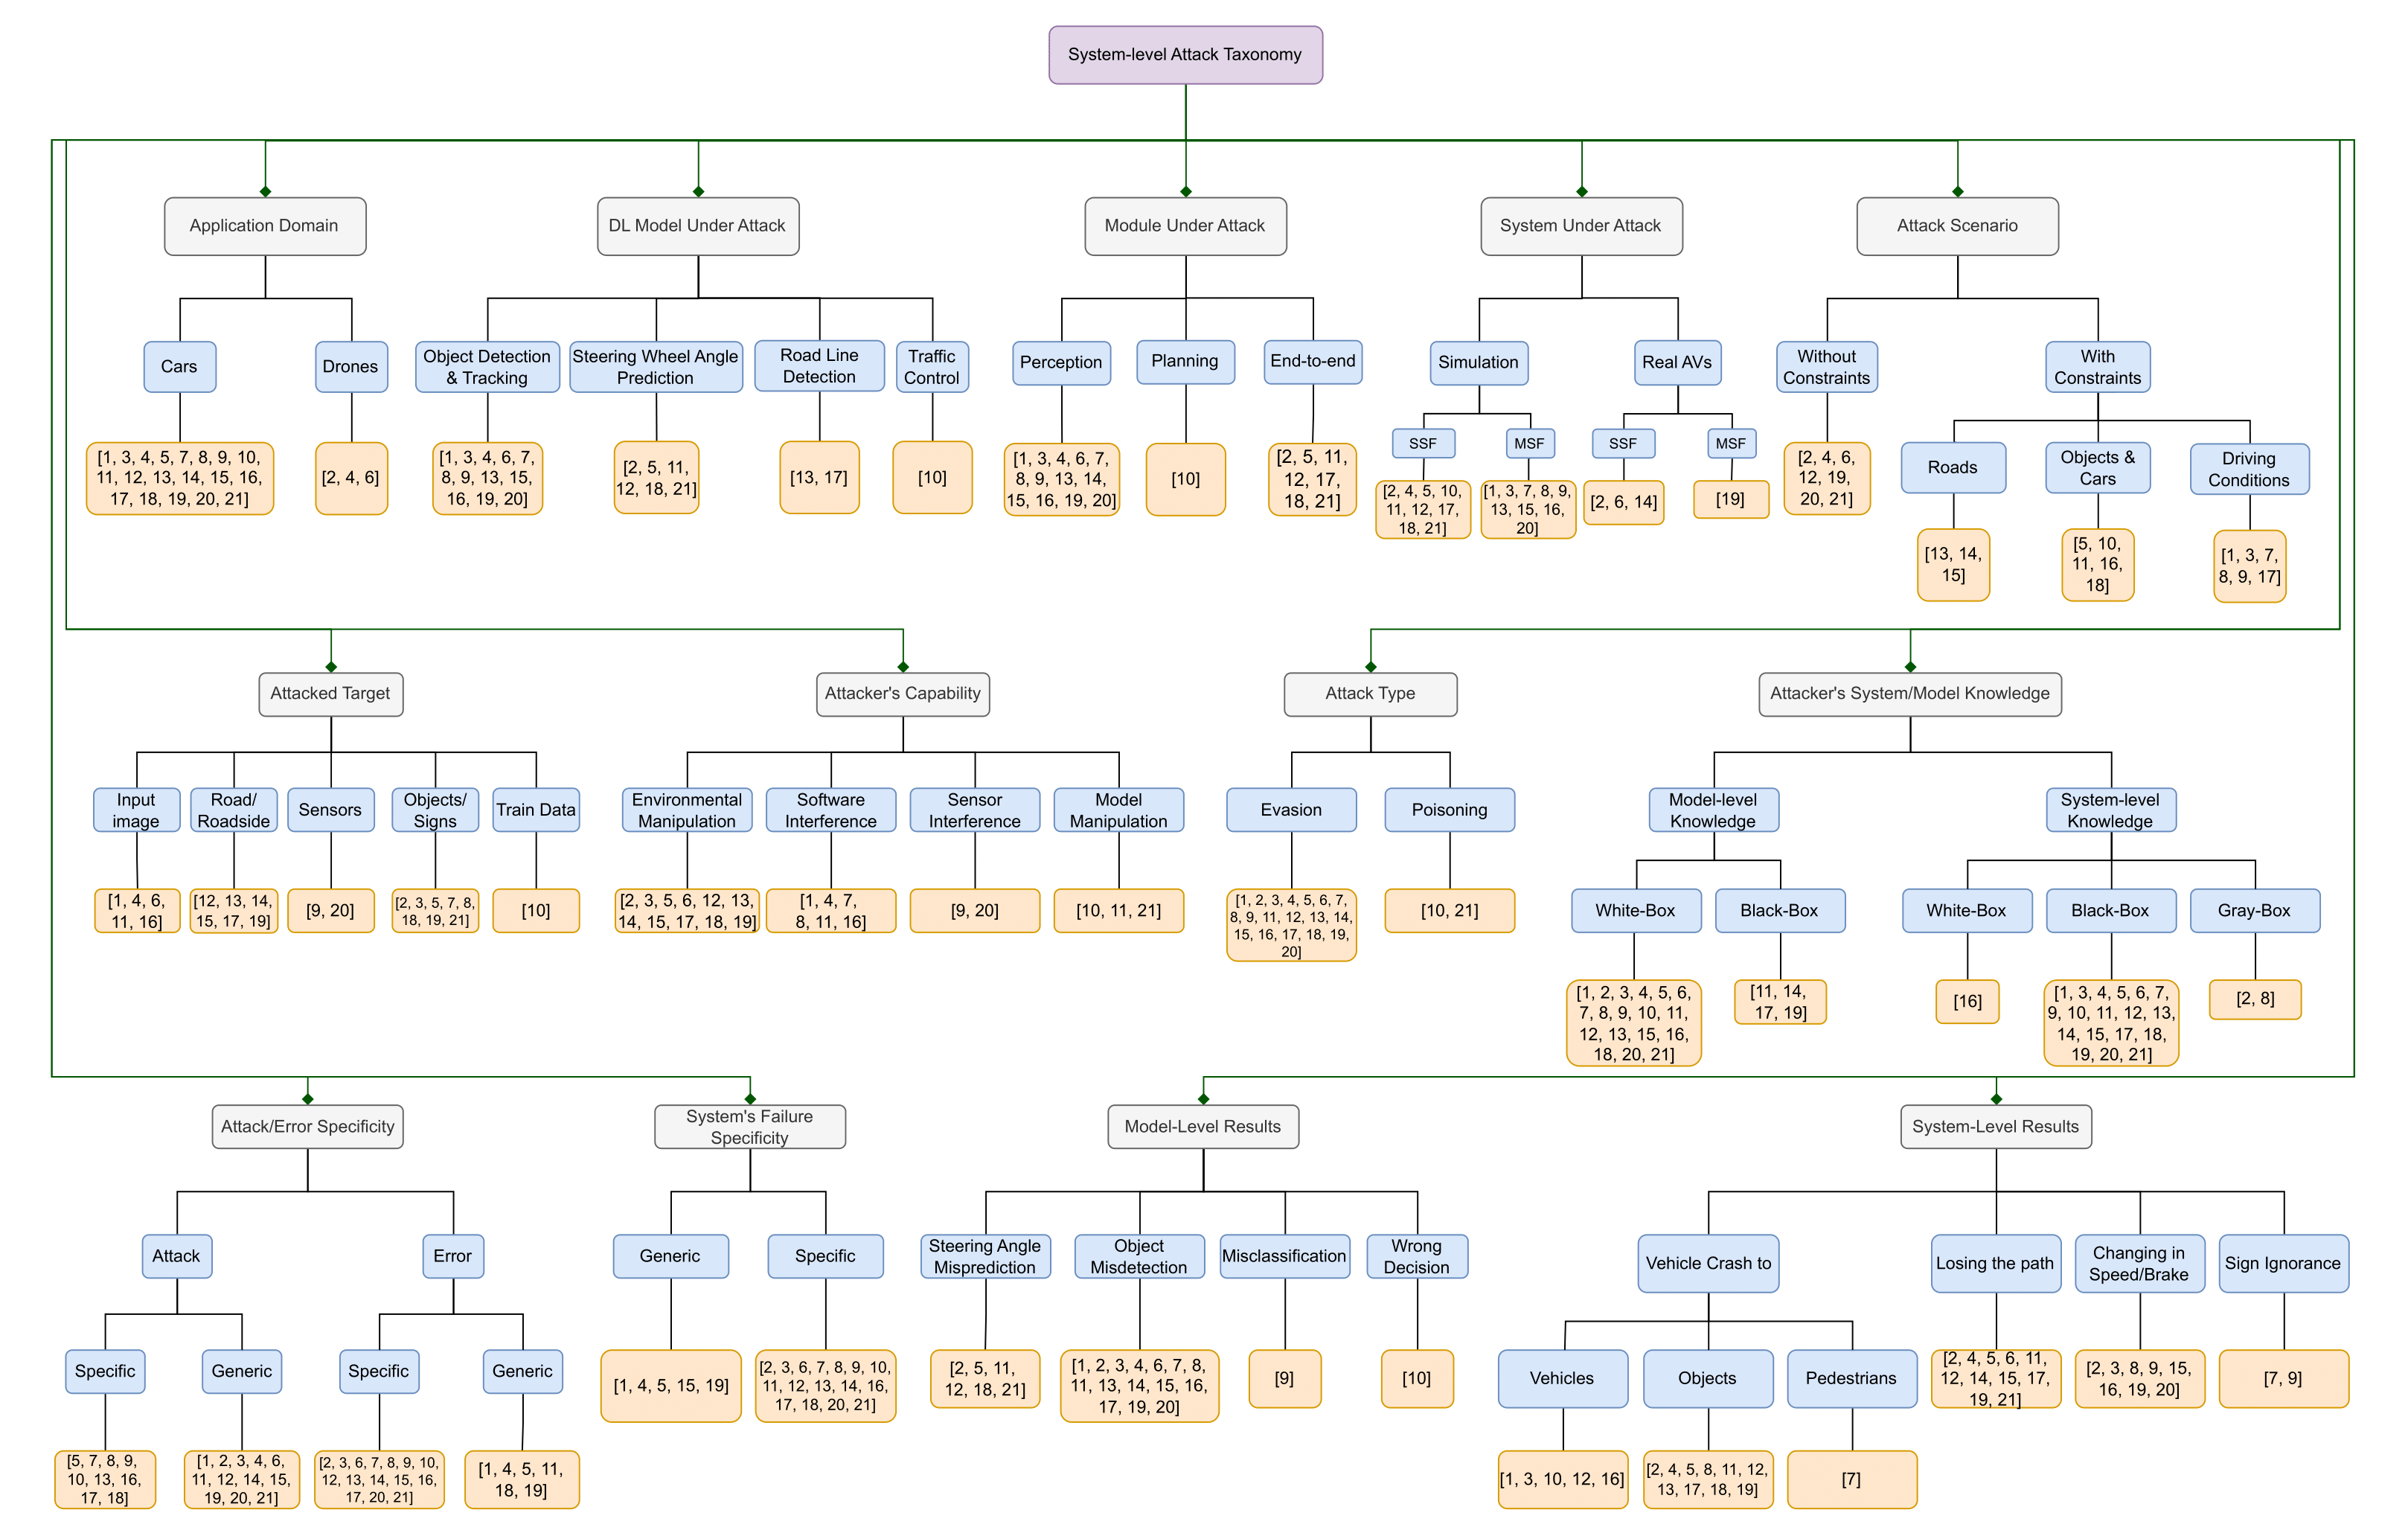 System-level Attack Taxonomy
Application Domain
DL Model Under Attack
Module Under Attack
System Under Attack
Attack Scenario
Cars
Drones
Object Detection
& Tracking
Steering Wheel Angle
Prediction
Road Line
Detection
Traffic
Control
Perception
Planning
End-to-end
Simulation
Real AVs
Without
Constraints
With
Constraints
SSF
MSF
SSF
MSF
Roads
Objects &
Cars
Driving
Conditions
[1, 3, 4, 5, 7, 8, 9, 10,
11, 12, 13, 14, 15, 16,
17, 18, 19, 20, 21]
[2, 4, 6]
[1, 3, 4, 6, 7,
8, 9, 13, 15,
16, 19, 20]
[2, 5, 11,
12, 18, 21]
[13, 17]
[10]
[1, 3, 4, 6, 7,
8, 9, 13, 14,
15, 16, 19, 20]
[10]
[2, 5, 11,
12, 17,
18, 21]
[2, 4, 5, 10,
11, 12, 17,
18, 21]
[1, 3, 7, 8, 9,
13, 15, 16,
20]
[2, 6, 14]
[19]
[2, 4, 6,
12, 19,
20, 21]
[13, 14,
15]
[5, 10,
11, 16,
18]
[1, 3, 7,
8, 9, 17]
Attacked Target
Attacker's Capability
Attack Type
Attacker's System/Model Knowledge
Input
image
Road/
Roadside
Sensors
Objects/
Signs
Train Data
Environmental
Manipulation
Software
Interference
Sensor
Interference
Model
Manipulation
Evasion
Poisoning
Model-level
Knowledge
System-level
Knowledge
[1, 4, 6,
11, 16]
[12, 13, 14,
15, 17, 19]
[9, 20]
[2, 3, 5, 7, 8,
18, 19, 21]
[10]
[2, 3, 5, 6, 12, 13,
14, 15, 17, 18, 19]
[1, 4, 7,
8, 11, 16]
[9, 20]
[10, 11, 21]
[1, 2, 3, 4, 5, 6, 7,
8, 9, 11, 12, 13, 14,
15, 16, 17, 18, 19,
20]
[10, 21]
White-Box
Black-Box
White-Box
Black-Box
Gray-Box
[1, 2, 3, 4, 5, 6,
7, 8, 9, 10, 11,
12, 13, 15, 16,
18, 20, 21]
[11, 14,
17, 19]
[16]
[1, 3, 4, 5, 6, 7,
9, 10, 11, 12, 13,
14, 15, 17, 18,
19, 20, 21]
[2, 8]
Attack/Error Specificity
System's Failure
Specificity
Model-Level Results
System-Level Results
Attack
Error
Generic
Specific
Steering Angle
Misprediction
Object
Misdetection
Misclassification
Wrong
Decision
Vehicle Crash to
Losing the path
Changing in
Speed/Brake
Sign Ignorance
Specific
Generic
Specific
Generic
[1, 4, 5, 15, 19]
[2, 3, 6, 7, 8, 9, 10,
11, 12, 13, 14, 16,
17, 18, 20, 21]
[2, 5, 11,
12, 18, 21]
[1, 2, 3, 4, 6, 7, 8,
11, 13, 14, 15, 16,
17, 19, 20]
[9]
[10]
Vehicles
Objects
Pedestrians
[2, 4, 5, 6, 11,
12, 14, 15, 17,
19, 21]
[2, 3, 8, 9, 15,
16, 19, 20]
[7, 9]
[5, 7, 8, 9,
10, 13, 16,
17, 18]
[1, 2, 3, 4, 6,
11, 12, 14, 15,
19, 20, 21]
[2, 3, 6, 7, 8, 9, 10,
12, 13, 14, 15, 16,
17, 20, 21]
[1, 4, 5, 11,
18, 19]
[1, 3, 10, 12, 16]
[2, 4, 5, 8, 11, 12,
13, 17, 18, 19]
[7]